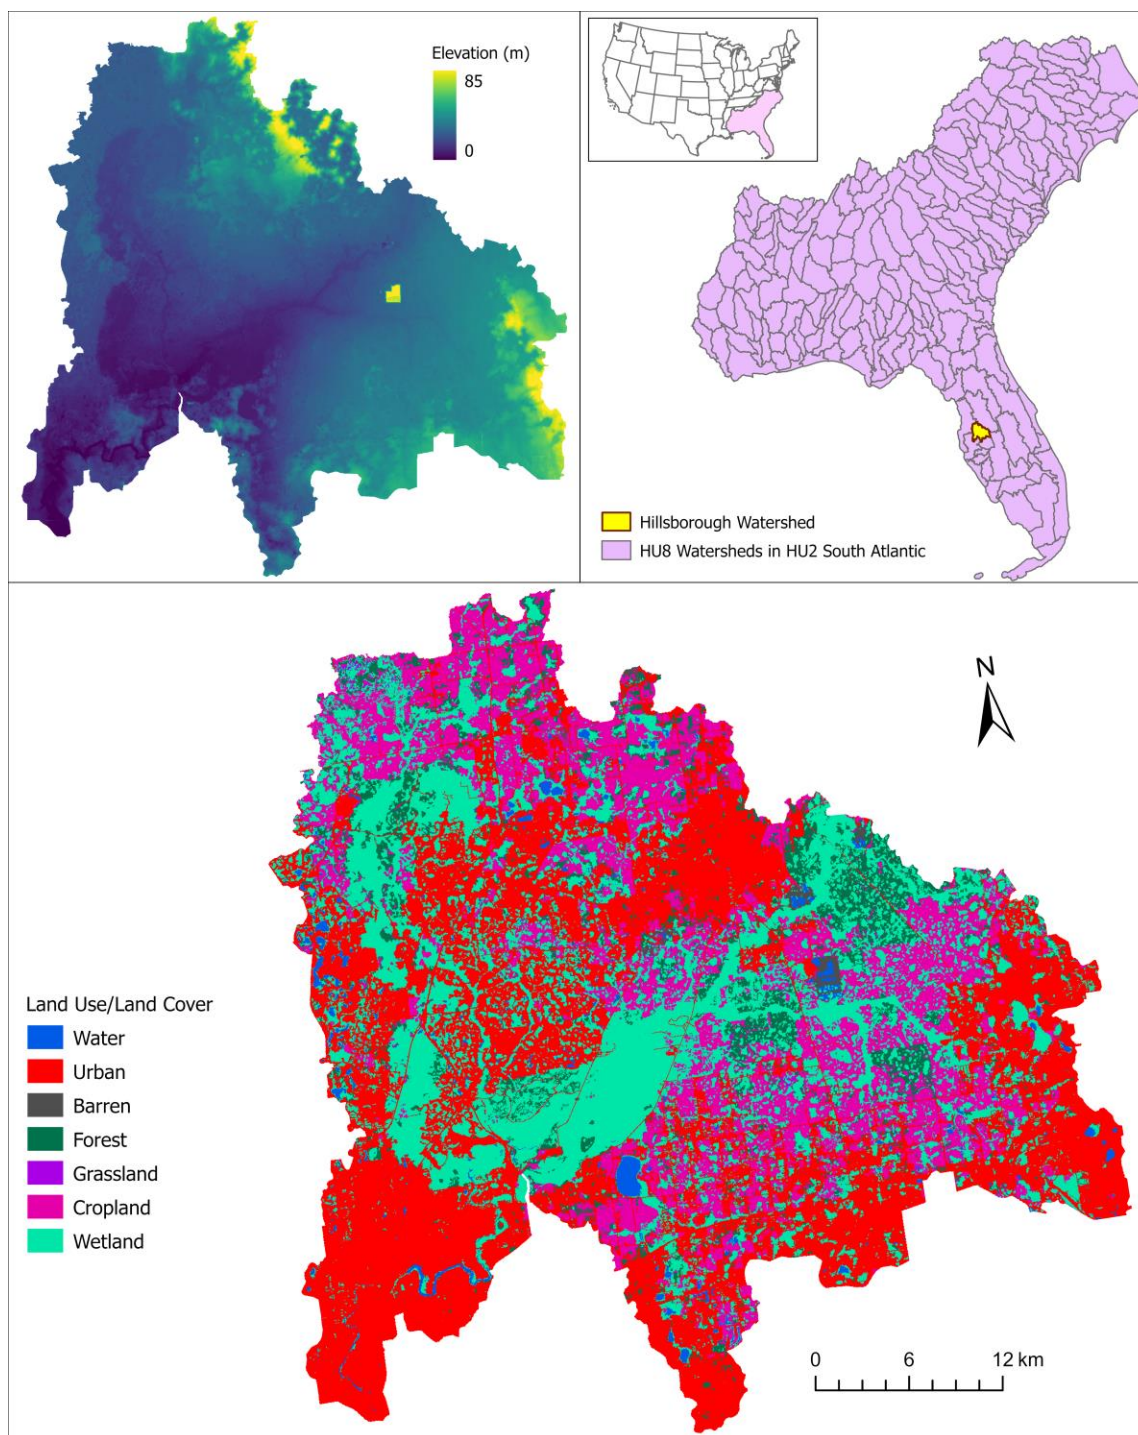 Elevation (m)
85
0
Hillsborough Watershed
HU8 Watersheds in HU2 South Atlantic
N
Land Use/Land Cover
Water
Urban
Barren
Forest
Grassland
Cropland
Wetland
0 6 12 km